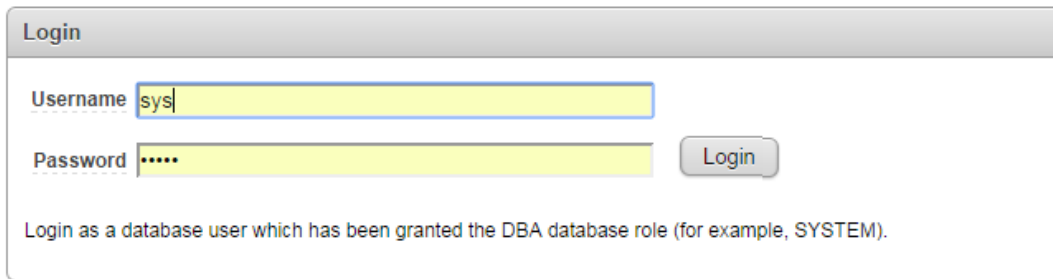 Login
Username sys
Password •••••
Login
Login as a database user which has been granted the DBA database role (for example, SYSTEM).